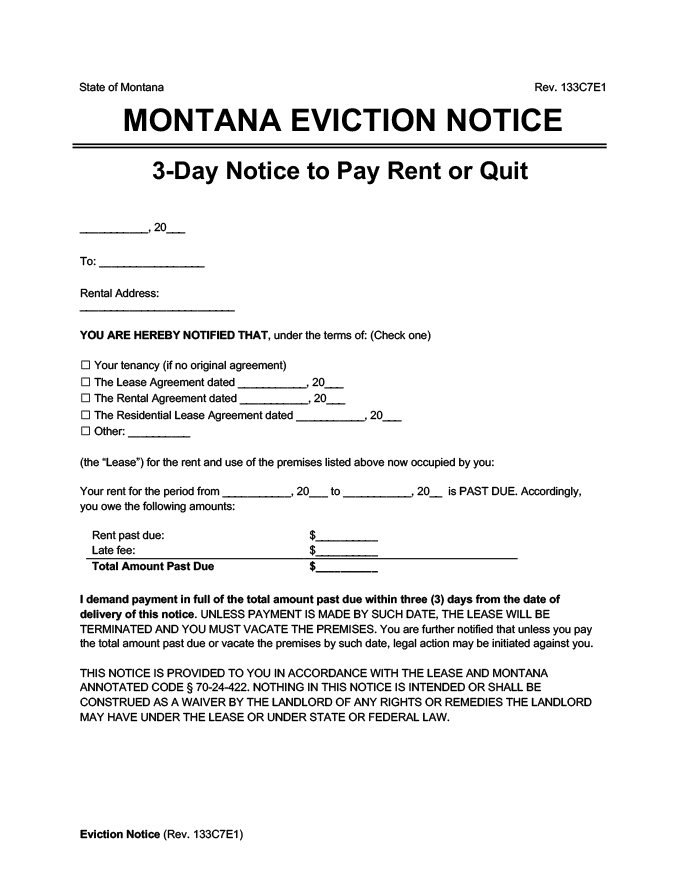 State of Montana Rev. 133C7E1
MONTANA EVICTION NOTICE
3-Day Notice to Pay Rent or Quit
___________, 20___
To: _________________
Rental Address:
_________________________
YOU ARE HEREBY NOTIFIED THAT, under the terms of: (Check one)
☐ Your tenancy (if no original agreement)
☐ The Lease Agreement dated ___________, 20___
☐ The Rental Agreement dated ___________, 20___
☐ The Residential Lease Agreement dated ___________, 20___
☐ Other: __________
(the “Lease”) for the rent and use of the premises listed above now occupied by you:
Your rent for the period from ___________, 20___ to ___________, 20__ is PAST DUE. Accordingly,
you owe the following amounts:
Rent past due: $__________
Late fee: $__________
Total Amount Past Due $__________
I demand payment in full of the total amount past due within three (3) days from the date of
delivery of this notice. UNLESS PAYMENT IS MADE BY SUCH DATE, THE LEASE WILL BE
TERMINATED AND YOU MUST VACATE THE PREMISES. You are further notified that unless you pay
the total amount past due or vacate the premises by such date, legal action may be initiated against you.
THIS NOTICE IS PROVIDED TO YOU IN ACCORDANCE WITH THE LEASE AND MONTANA
ANNOTATED CODE § 70-24-422. NOTHING IN THIS NOTICE IS INTENDED OR SHALL BE
CONSTRUED AS A WAIVER BY THE LANDLORD OF ANY RIGHTS OR REMEDIES THE LANDLORD
MAY HAVE UNDER THE LEASE OR UNDER STATE OR FEDERAL LAW.
Eviction Notice (Rev. 133C7E1)